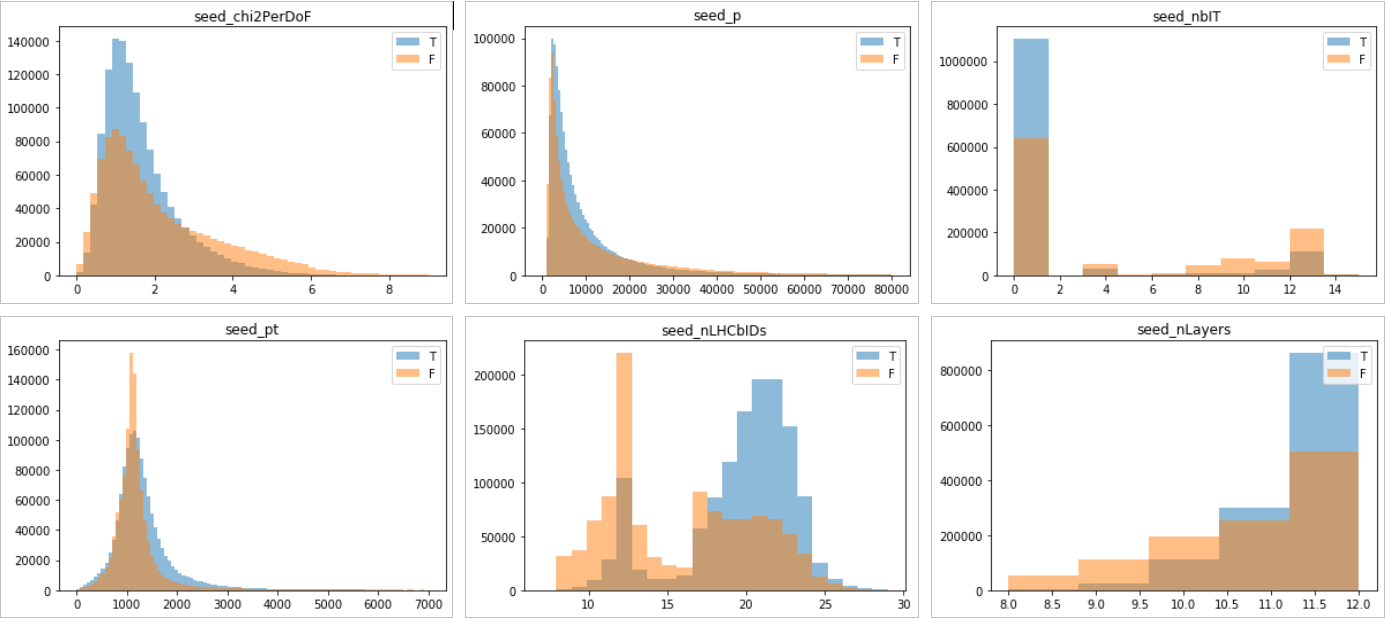 seed_chi2PerDoF
140000
120000
100000
80000
60000
40000
20000
0
0 2 4 6 8
T
F
seed_p
100000
80000
60000
40000
20000
0
0 10000 20000 30000 40000 50000 60000 70000 80000
T
F
seed_nbIT
1000000
800000
600000
400000
200000
0
0 2 4 6 8 10 12 14
T
F
seed_pt
160000
140000
120000
100000
80000
60000
40000
20000
0
0 1000 2000 3000 4000 5000 6000 7000
T
F
seed_nLHCbIDs
200000
150000
100000
50000
0
10 15 20 25 30
T
F
seed_nLayers
800000
600000
400000
200000
0
8.0 8.5 9.0 9.5 10.0 10.5 11.0 11.5 12.0
T
F